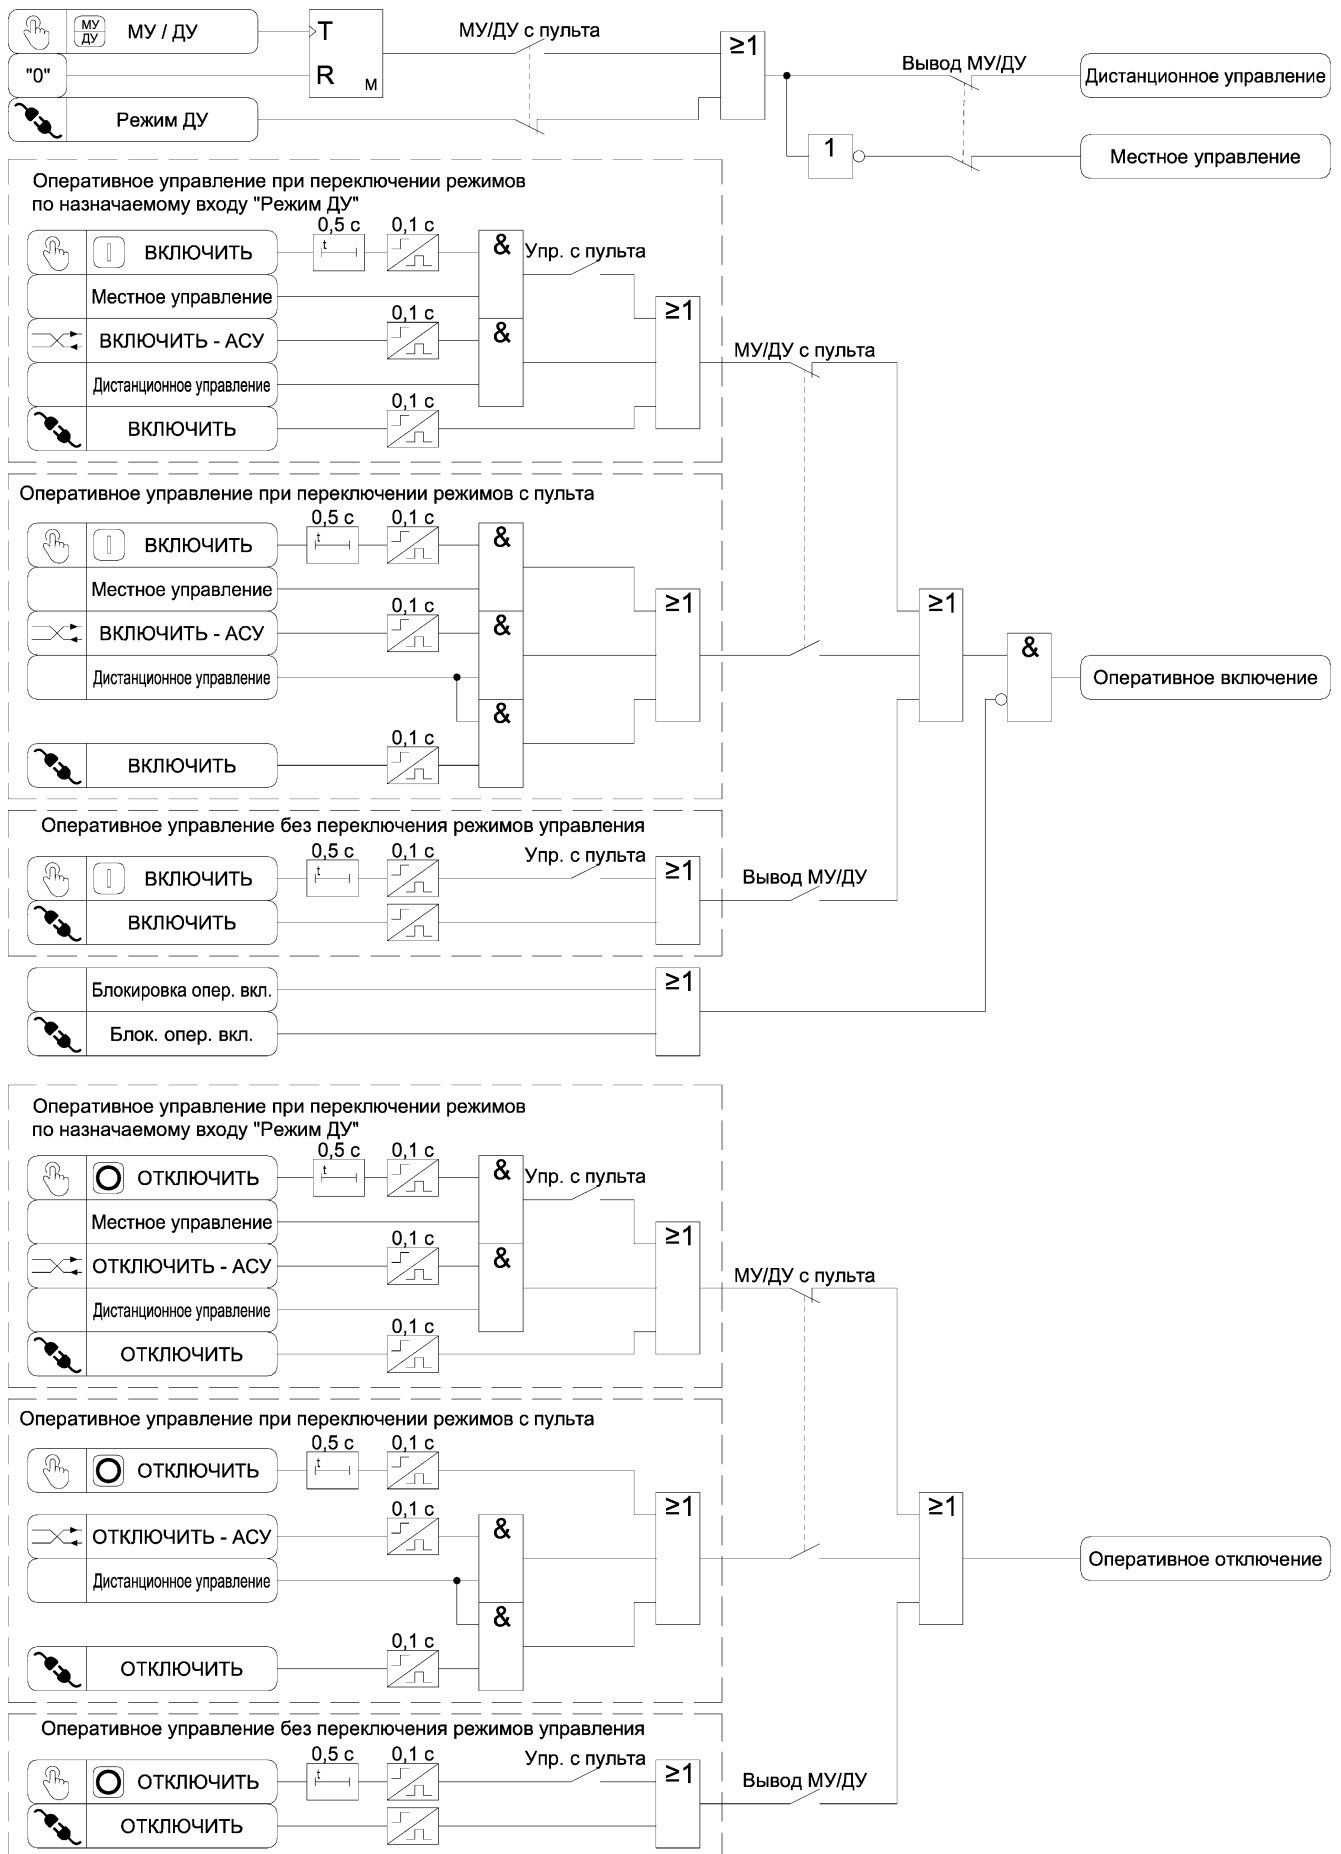 МУ
ДУ
МУ / ДУ
T
МУ/ДУ с пульта
≥1
"0"
R
M
Вывод МУ/ДУ
Дистанционное управление
Режим ДУ
1
Местное управление
Оперативное управление при переключении режимов
по назначаемому входу "Режим ДУ"
0,5 с
0,1 с
&
ВКЛЮЧИТЬ
t
Упр. с пульта
Местное управление
≥1
0,1 с
ВКЛЮЧИТЬ - АСУ
&
МУ/ДУ с пульта
Дистанционное управление
0,1 с
ВКЛЮЧИТЬ
Оперативное управление при переключении режимов с пульта
0,5 с
0,1 с
&
ВКЛЮЧИТЬ
t
Местное управление
≥1
≥1
0,1 с
ВКЛЮЧИТЬ - АСУ
&
&
Дистанционное управление
Оперативное включение
&
0,1 с
ВКЛЮЧИТЬ
Оперативное управление без переключения режимов управления
0,5 с
0,1 с
Упр. с пульта
≥1
ВКЛЮЧИТЬ
t
Вывод МУ/ДУ
ВКЛЮЧИТЬ
Блокировка опер. вкл.
≥1
Блок. опер. вкл.
Оперативное управление при переключении режимов
по назначаемому входу "Режим ДУ"
0,5 с
0,1 с
&
ОТКЛЮЧИТЬ
t
Упр. с пульта
Местное управление
≥1
0,1 с
ОТКЛЮЧИТЬ - АСУ
&
МУ/ДУ с пульта
Дистанционное управление
0,1 с
ОТКЛЮЧИТЬ
Оперативное управление при переключении режимов с пульта
0,5 с
0,1 с
ОТКЛЮЧИТЬ
t
≥1
≥1
0,1 с
ОТКЛЮЧИТЬ - АСУ
&
Оперативное отключение
Дистанционное управление
&
0,1 с
ОТКЛЮЧИТЬ
Оперативное управление без переключения режимов управления
0,5 с
0,1 с
Упр. с пульта
≥1
ОТКЛЮЧИТЬ
t
Вывод МУ/ДУ
ОТКЛЮЧИТЬ